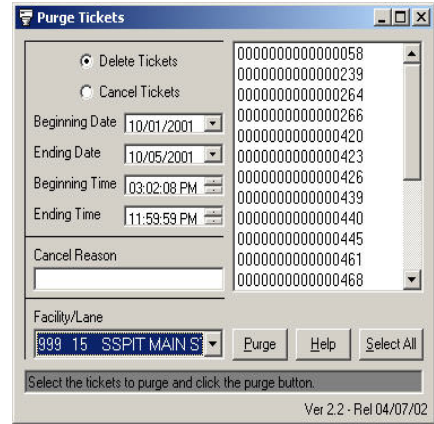 Purge Tickets
Delete Tickets
Cancel Tickets
Beginning Date 10/01/2001
Ending Date 10/05/2001
Beginning Time 03:02:08 PM
Ending Time 11:59:59 PM
Cancel Reason
Facility/Lane
999 15 SSPIT MAIN S
0000000000000058
0000000000000239
0000000000000264
0000000000000266
0000000000000420
0000000000000423
0000000000000426
0000000000000439
0000000000000440
0000000000000445
0000000000000461
0000000000000468
Purge
Help
Select All
Select the tickets to purge and click the purge button.
Ver 2.2 - Rel 04/07/02